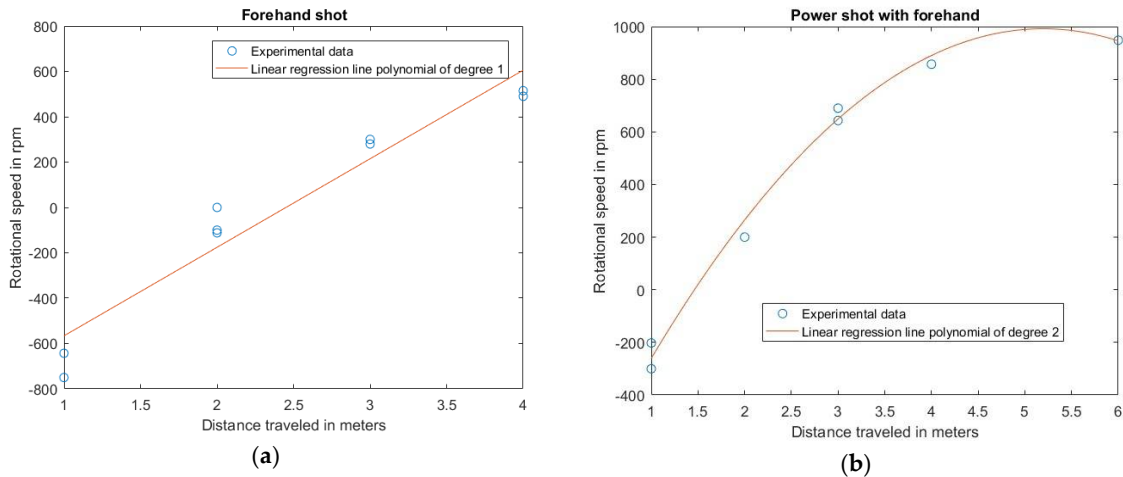 Forehand shot
800
600
400
200
0
-200
-400
-600
-800
Rotational speed in rpm
Experimental data
Linear regression line polynomial of degree 1
1
1.5
2
2.5
3
3.5
4
Distance traveled in meters
(a)
Power shot with forehand
1000
800
600
400
200
0
-200
-400
Rotational speed in rpm
Experimental data
Linear regression line polynomial of degree 2
1
1.5
2
2.5
3
3.5
4
4.5
5
5.5
6
Distance traveled in meters
(b)